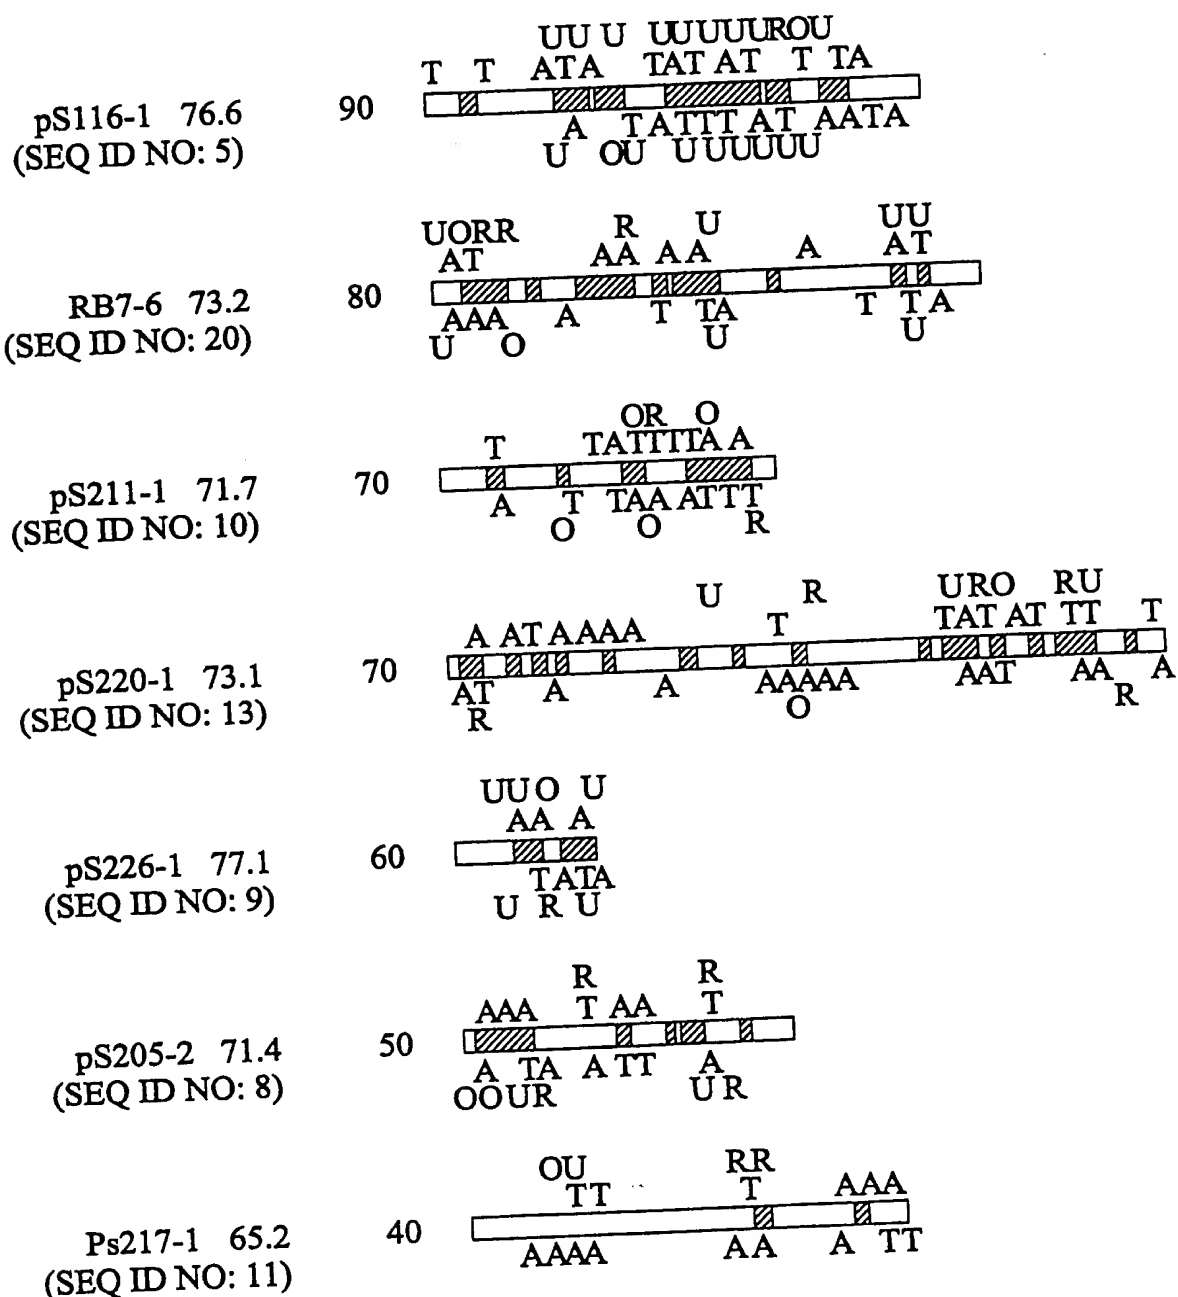 UU U UUUUUUROU
T T ATA TAT AT T TA
pS116-1 76.6 90
A TATTT AT AATA
(SEQ ID NO: 5) U OU UUUUUU
UORR R U UU
AT AA AA A AT
RB7-6 73.2 80
AAA A T TA T TA
(SEQ ID NO: 20) U O U U
OR O
T TATTTTTA A
pS211-1 71.7 70
A T TAA ATTT
(SEQ ID NO: 10) O O R
U R URO RU
A AT AAAA T TAT AT TT T
pS220-1 73.1 70
AT A A AAAAA AAT AA A
(SEQ ID NO: 13) R O R
UUO U
AA A
pS226-1 77.1 60
TATA
(SEQ ID NO: 9) U R U
R R
AAA T AA T
pS205-2 71.4 50
A TA A TT A
(SEQ ID NO: 8) OOUR U R
OU RR
TT T AAA
Ps217-1 65.2 40
AAAA AA A TT
(SEQ ID NO: 11)